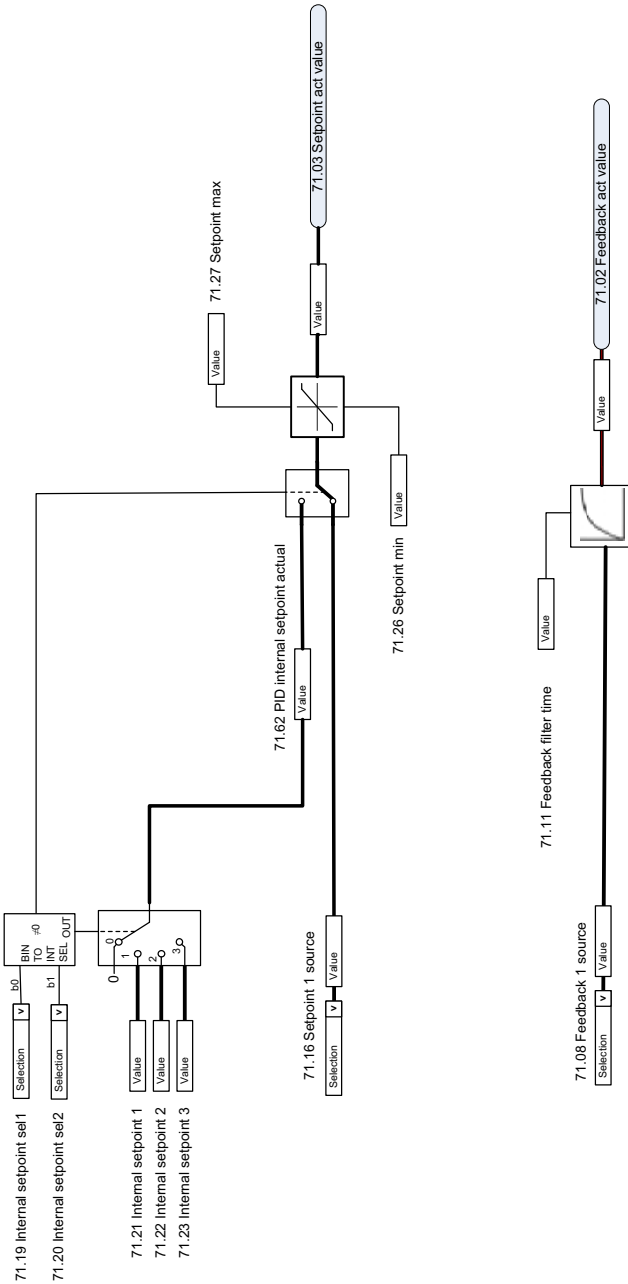 71.19 Internal setpoint sel1
Selection
v
b0
71.20 Internal setpoint sel2
Selection
v
b1
BIN
TO
INT
SEL
≠0
OUT
0
0
1
2
3
71.21 Internal setpoint 1
Value
71.22 Internal setpoint 2
Value
71.23 Internal setpoint 3
Value
71.62 PID internal setpoint actual
Value
71.16 Setpoint 1 source
Selection
v
Value
71.27 Setpoint max
Value
71.26 Setpoint min
Value
Value
71.03 Setpoint act value
71.11 Feedback filter time
Value
71.08 Feedback 1 source
Selection
v
Value
Value
71.02 Feedback act value